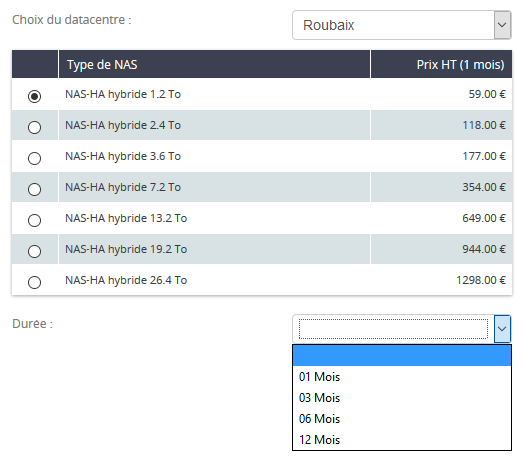 Choix du datacentre :
Roubaix
Type de NAS Prix HT (1 mois)
NAS-HA hybride 1.2 To 59.00 €
NAS-HA hybride 2.4 To 118.00 €
NAS-HA hybride 3.6 To 177.00 €
NAS-HA hybride 7.2 To 354.00 €
NAS-HA hybride 13.2 To 649.00 €
NAS-HA hybride 19.2 To 944.00 €
NAS-HA hybride 26.4 To 1298.00 €
Durée :
01 Mois
03 Mois
06 Mois
12 Mois